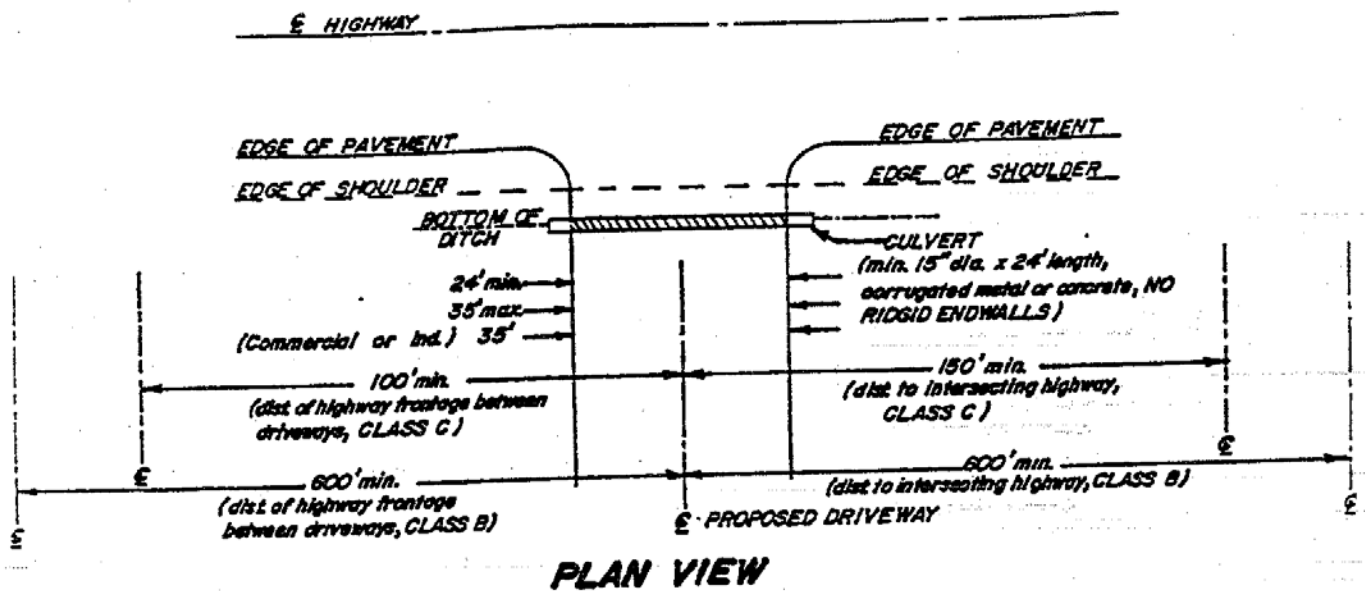 ℄ HIGHWAY
EDGE OF PAVEMENT
EDGE OF PAVEMENT
EDGE OF SHOULDER
EDGE OF SHOULDER
BOTTOM OF
DITCH
CULVERT
(min. 15" dia. x 24' length,
corrugated metal or concrete, NO
RIDGID ENDWALLS)
24' min.
35' max.
(Commercial or Ind.) 35'
100' min.
(dist. of highway frontage between
driveways, CLASS C)
150' min.
(dist. to intersecting highway,
CLASS C)
℄
℄
600' min.
(dist. of highway frontage
between driveways, CLASS B)
600' min.
(dist. to intersecting highway, CLASS B)
℄
℄ PROPOSED DRIVEWAY
℄
PLAN VIEW